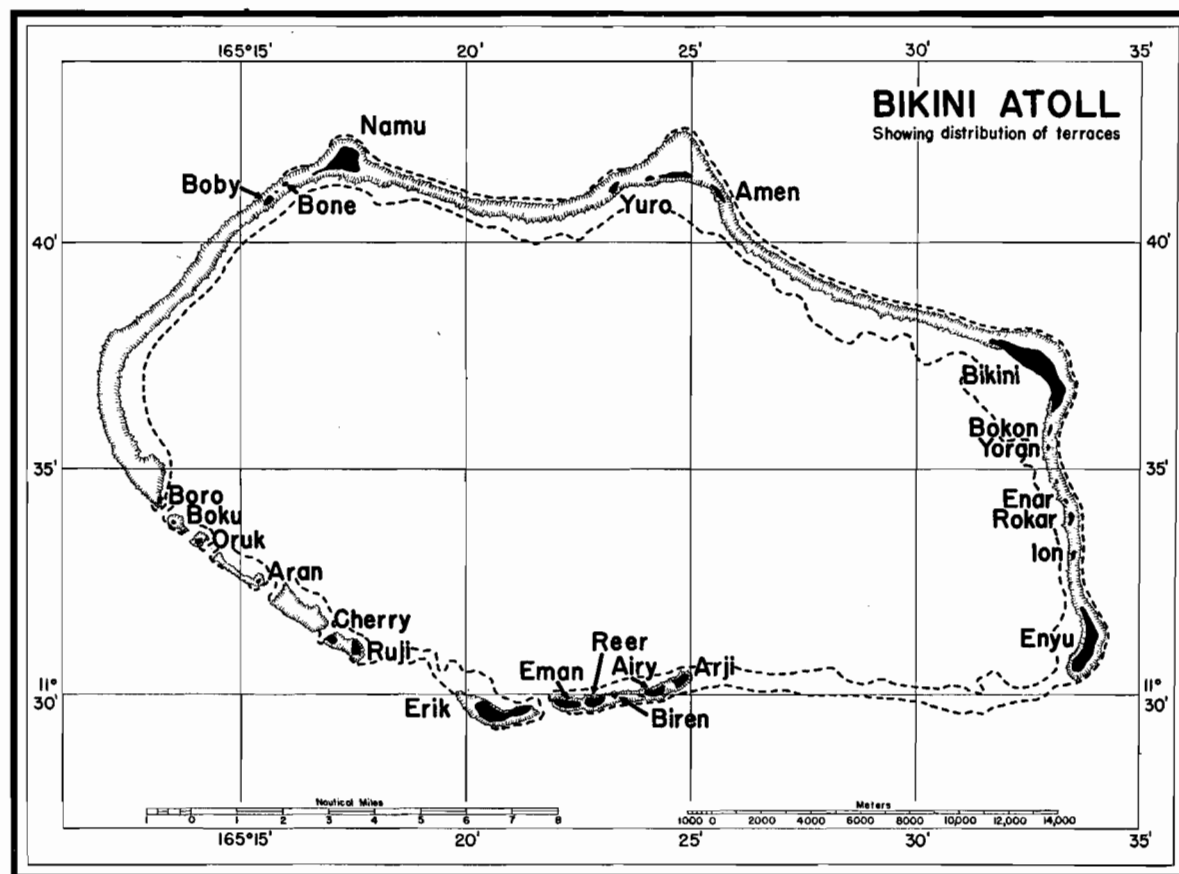 165°15' 20' 25' 30' 35'
BIKINI ATOLL
Showing distribution of terraces
Namu
Boby
Bone
Yuro
Amen
40' 40'
Bikini
Bokon
Yoran
35' 35'
Boro
Boku
Oruk
Enar
Rokar
Ion
Aran
Cherry
Ruji
Enyu
Reer
Eman
Airy
Arji
Erik
Biren
11°
30'
11°
30'
Nautical Miles
1 0 1 2 3 4 5 6 7 8
Meters
1000 0 2000 4000 6000 8000 10,000 12,000 14,000
165°15' 20' 25' 30' 35'